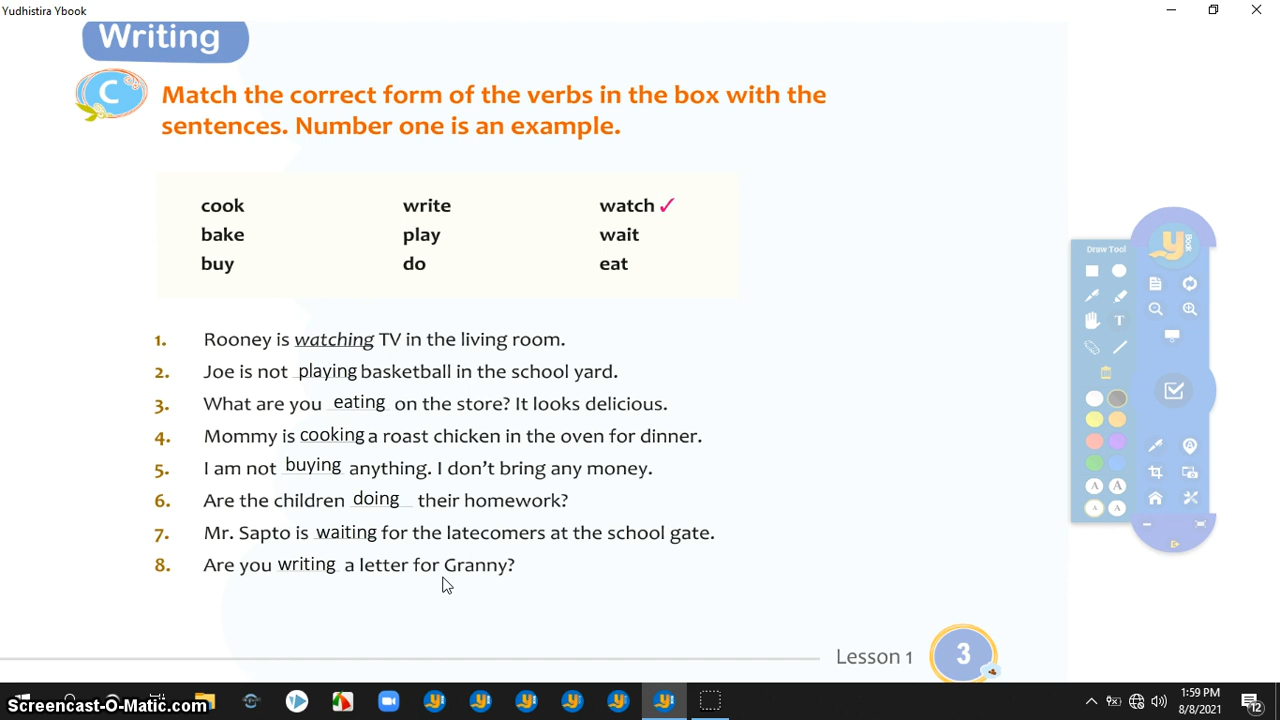 Yudhistira Ybook
Writing
C
Match the correct form of the verbs in the box with the
sentences. Number one is an example.
cook write watch ✓
bake play wait
buy do eat
1. Rooney is watching TV in the living room.
2. Joe is not playing basketball in the school yard.
3. What are you eating on the store? It looks delicious.
4. Mommy is cooking a roast chicken in the oven for dinner.
5. I am not buying anything. I don't bring any money.
6. Are the children doing their homework?
7. Mr. Sapto is waiting for the latecomers at the school gate.
8. Are you writing a letter for Granny?
Lesson 1 3
Draw Tool
T
y Book
A A
A A
Screencast-O-Matic.com
1:59 PM
8/8/2021
12